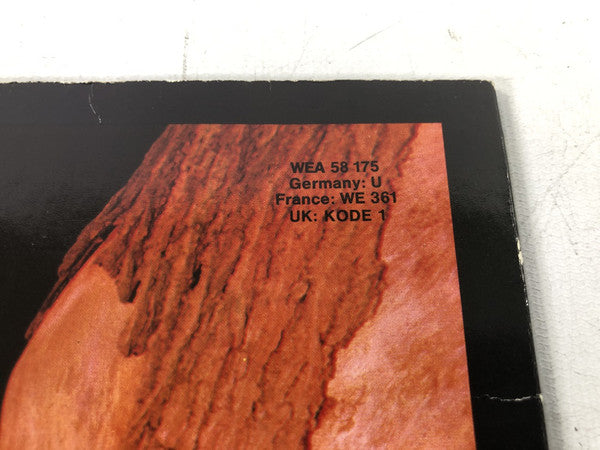 WEA 58 175
Germany: U
France: WE 361
UK: KODE 1